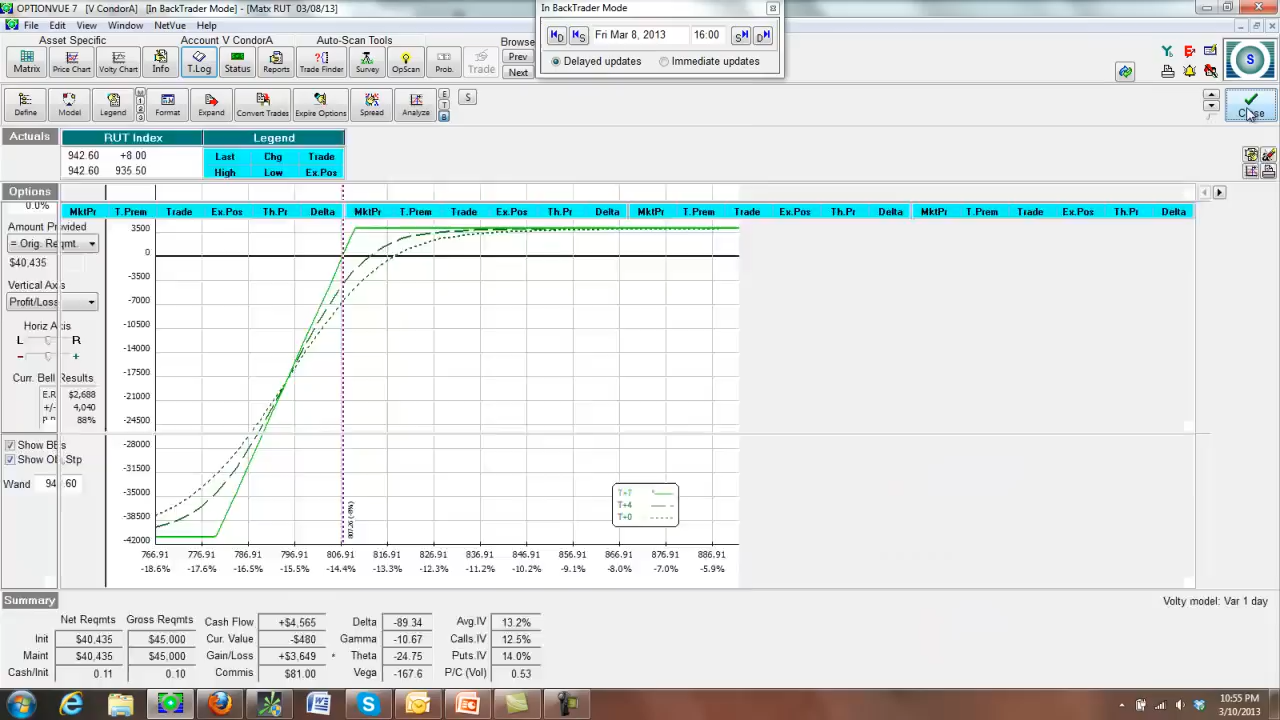 OPTIONVUE 7 [V CondorA] [In BackTrader Mode] - [Matx RUT 03/08/13]
In BackTrader Mode
File Edit View Window NetVue Help
Fri Mar 8, 2013 16:00
Delayed updates Immediate updates
Asset Specific Account V CondorA Auto-Scan Tools Browse
Matrix Price Chart Volty Chart Info T.Log Status Reports Trade Finder Survey OpScan Prob. Trade Prev
Next
Define Model Legend M 1 2 3 Format Expand Convert Trades Expire Options Spread Analyze E T B S
Actuals RUT Index Legend
942.60 +8.00 Last Chg Trade
942.60 935.50 High Low Ex.Pos
Options
MktPr T.Prem Trade Ex.Pos Th.Pr Delta MktPr T.Prem Trade Ex.Pos Th.Pr Delta MktPr T.Prem Trade Ex.Pos Th.Pr Delta MktPr T.Prem Trade Ex.Pos Th.Pr Delta
0.0%
Amount Provided
= Orig. Reqmt.
$40,435
Vertical Axis
Profit/Loss
Horiz Axis
L R
- +
Curr. Bell Results
$2,688
+/- 4,040
88%
Show
Show
Wand
3500
0
-3500
-7000
-10500
-14000
-17500
-21000
-24500
-28000
-31500
-35000
-38500
-42000
T+7
T+4
T+0
766.91 776.91 786.91 796.91 806.91 816.91 826.91 836.91 846.91 856.91 866.91 876.91 886.91
-18.6% -17.6% -16.5% -15.5% -14.4% -13.3% -12.3% -11.2% -10.2% -9.1% -8.0% -7.0% -5.9%
Summary
Volty model: Var 1 day
Net Reqmts Gross Reqmts Cash Flow +$4,565 Delta -89.34 Avg.IV 13.2%
Init $40,435 $45,000 Cur. Value -$480 Gamma -10.67 Calls.IV 12.5%
Maint $40,435 $45,000 Gain/Loss +$3,649 * Theta -24.75 Puts.IV 14.0%
Cash/Init 0.11 0.10 Commis $81.00 Vega -167.6 P/C (Vol) 0.53
10:55 PM
3/10/2013